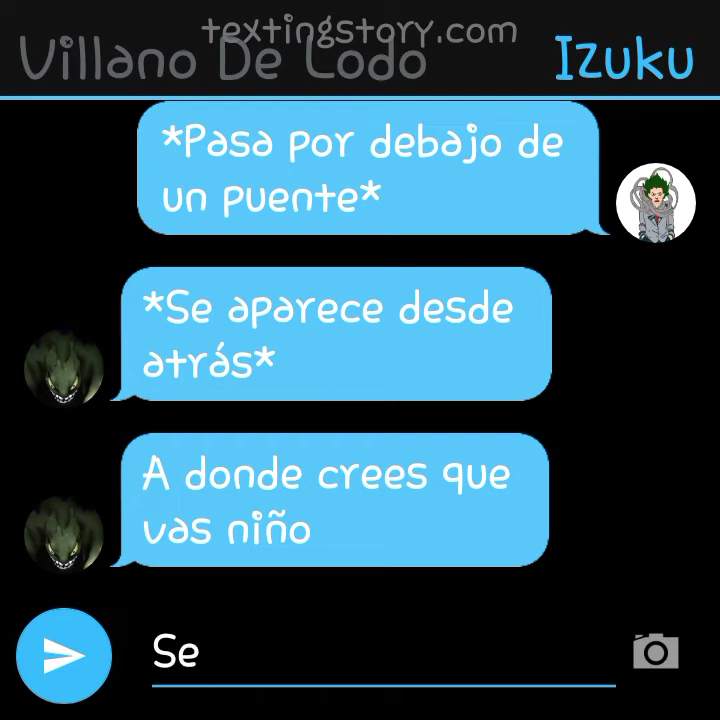 textingstory.com
Villano De Lodo
Izuku
*Pasa por debajo de
un puente*
*Se aparece desde
atrás*
A donde crees que
vas niño
Se